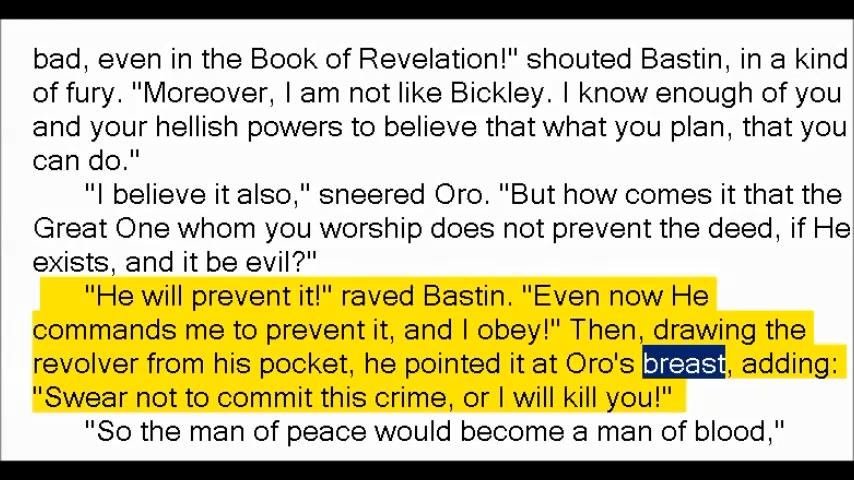 bad, even in the Book of Revelation!" shouted Bastin, in a kind
of fury. "Moreover, I am not like Bickley. I know enough of you
and your hellish powers to believe that what you plan, that you
can do."
"I believe it also," sneered Oro. "But how comes it that the
Great One whom you worship does not prevent the deed, if He
exists, and it be evil?"
"He will prevent it!" raved Bastin. "Even now He
commands me to prevent it, and I obey!" Then, drawing the
revolver from his pocket, he pointed it at Oro's breast, adding:
"Swear not to commit this crime, or I will kill you!"
"So the man of peace would become a man of blood,"